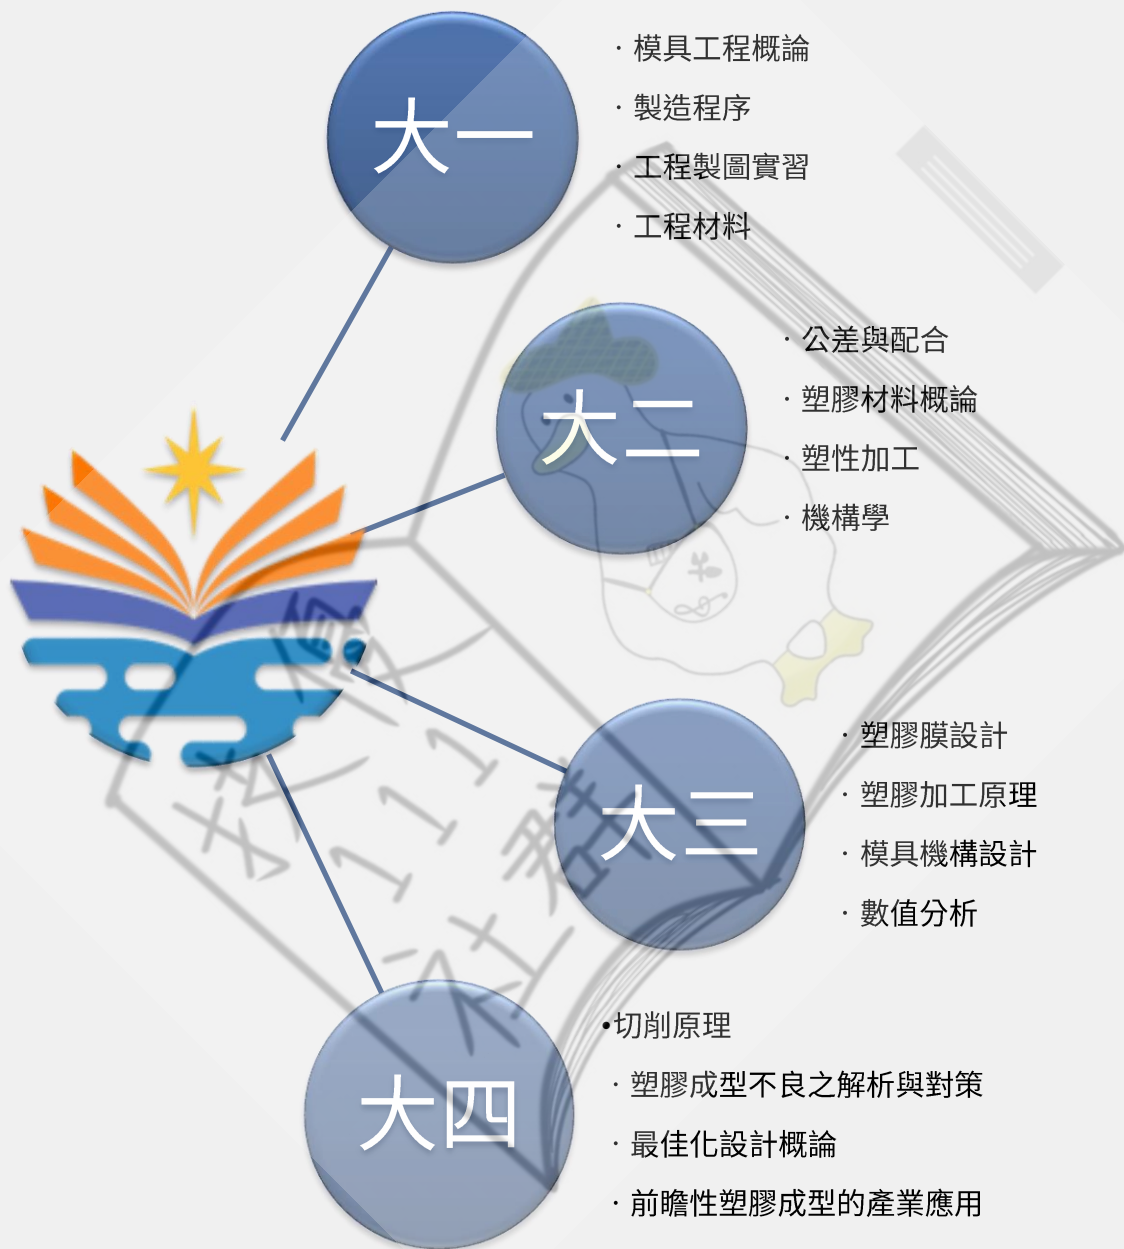 大一
· 模具工程概論
· 製造程序
· 工程製圖實習
· 工程材料
大二
· 公差與配合
· 塑膠材料概論
· 塑性加工
· 機構學
大三
· 塑膠膜設計
· 塑膠加工原理
· 模具機構設計
· 數值分析
大四
•切削原理
· 塑膠成型不良之解析與對策
· 最佳化設計概論
· 前瞻性塑膠成型的產業應用
111
社群